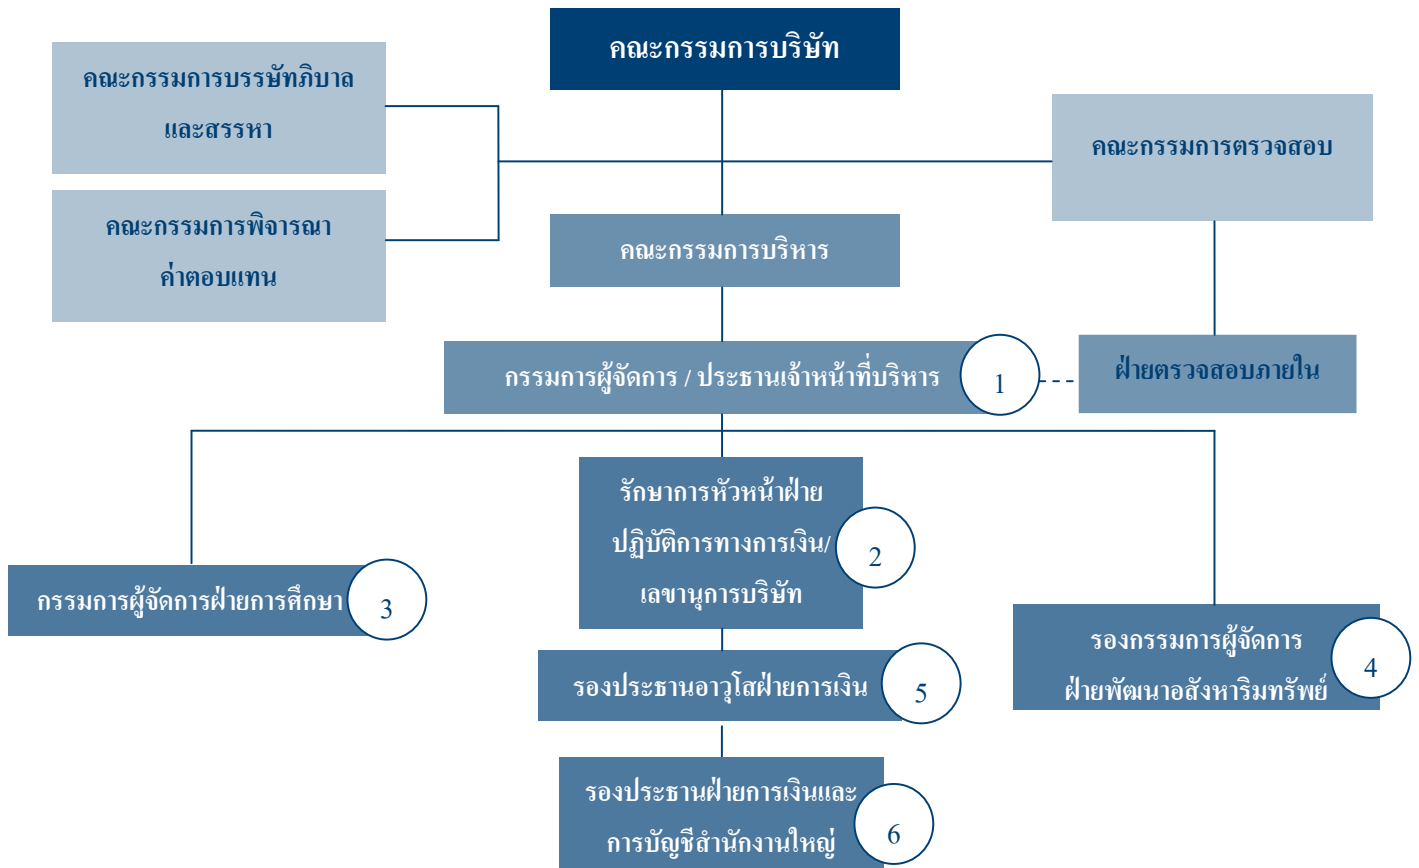 คณะกรรมการบริษัท
คณะกรรมการบรรษัทภิบาล
และสรรหา
คณะกรรมการตรวจสอบ
คณะกรรมการพิจารณา
ค่าตอบแทน
คณะกรรมการบริหาร
กรรมการผู้จัดการ / ประธานเจ้าหน้าที่บริหาร
1
ฝ่ายตรวจสอบภายใน
รักษาการหัวหน้าฝ่าย
ปฏิบัติการทางการเงิน/
เลขานุการบริษัท
2
กรรมการผู้จัดการฝ่ายการศึกษา
3
รองกรรมการผู้จัดการ
ฝ่ายพัฒนาอสังหาริมทรัพย์
4
รองประธานอาวุโสฝ่ายการเงิน
5
รองประธานฝ่ายการเงินและ
การบัญชีสำนักงานใหญ่
6